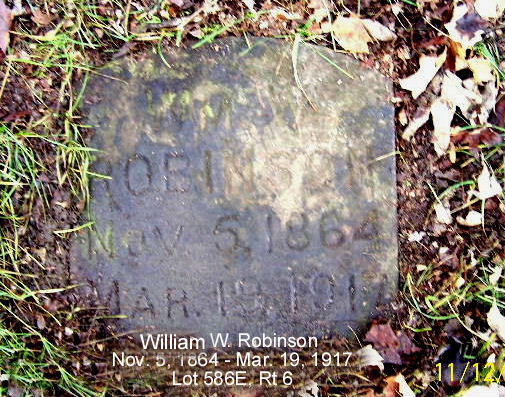 Wm. W.
ROBINSON
Nov. 5, 1864
MAR. 19, 1917
William W. Robinson
Nov. 5, 1864 - Mar. 19, 1917
Lot 586E, Rt 6
11/12/